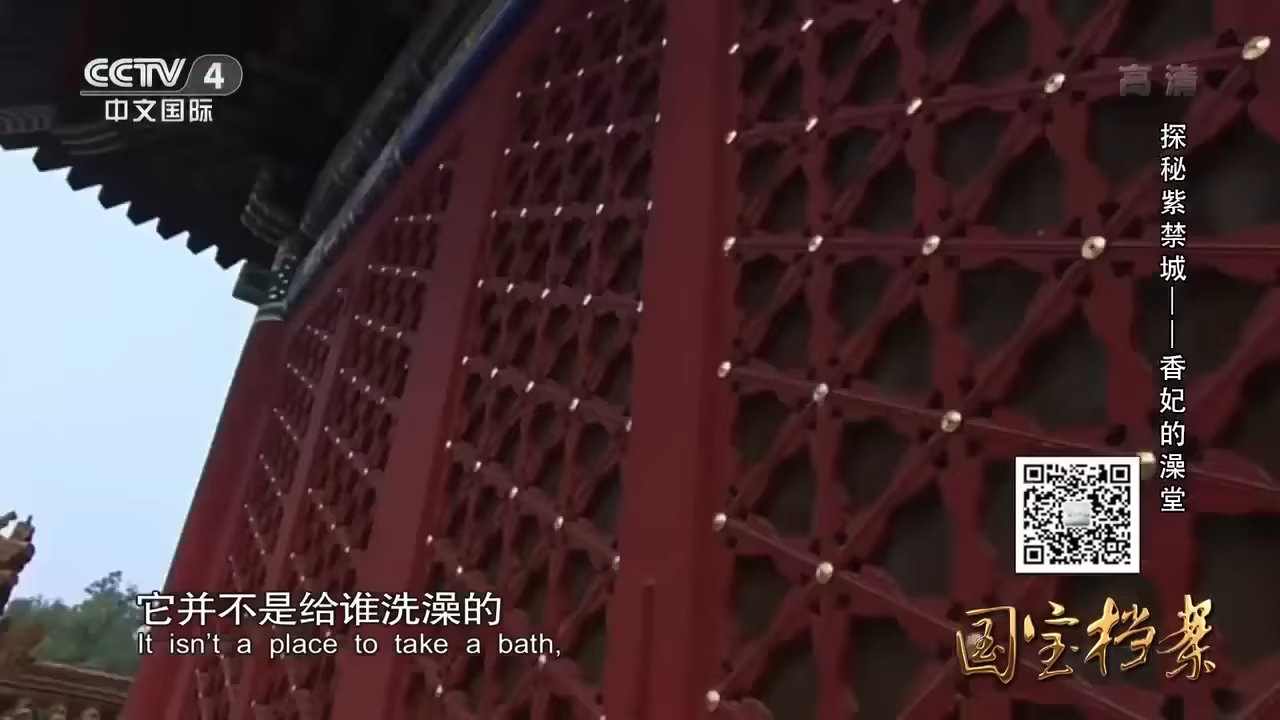 CCTV 4
中文国际
高清
探秘紫禁城——香妃的澡堂
它并不是给谁洗澡的
It isn't a place to take a bath,
国宝档案